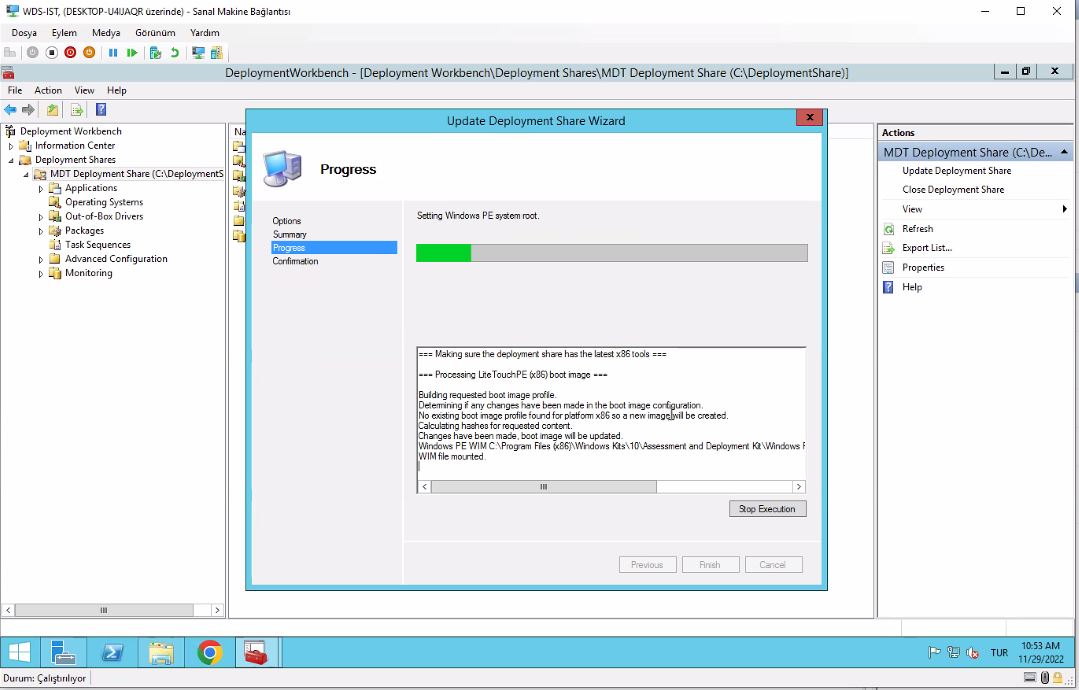 WDS-IST, (DESKTOP-U4IJAQR üzerinde) - Sanal Makine Bağlantısı
Dosya Eylem Medya Görünüm Yardım
DeploymentWorkbench - [Deployment Workbench\Deployment Shares\MDT Deployment Share (C:\DeploymentShare)]
File Action View Help
Deployment Workbench
Information Center
Deployment Shares
MDT Deployment Share (C:\DeploymentS
Applications
Operating Systems
Out-of-Box Drivers
Packages
Task Sequences
Advanced Configuration
Monitoring
Na
Update Deployment Share Wizard
Progress
Options
Summary
Progress
Confirmation
Setting Windows PE system root.
=== Making sure the deployment share has the latest x86 tools ===
=== Processing LiteTouchPE (x86) boot image ===
Building requested boot image profile.
Determining if any changes have been made in the boot image configuration.
No existing boot image profile found for platform x86 so a new image will be created.
Calculating hashes for requested content.
Changes have been made, boot image will be updated.
Windows PE WIM C:\Program Files (x86)\Windows Kits\10\Assessment and Deployment Kit\Windows P
WIM file mounted.
Stop Execution
Previous Finish Cancel
Actions
MDT Deployment Share (C:\De...
Update Deployment Share
Close Deployment Share
View
Refresh
Export List...
Properties
Help
TUR
10:53 AM
11/29/2022
Durum: Çalıştırılıyor